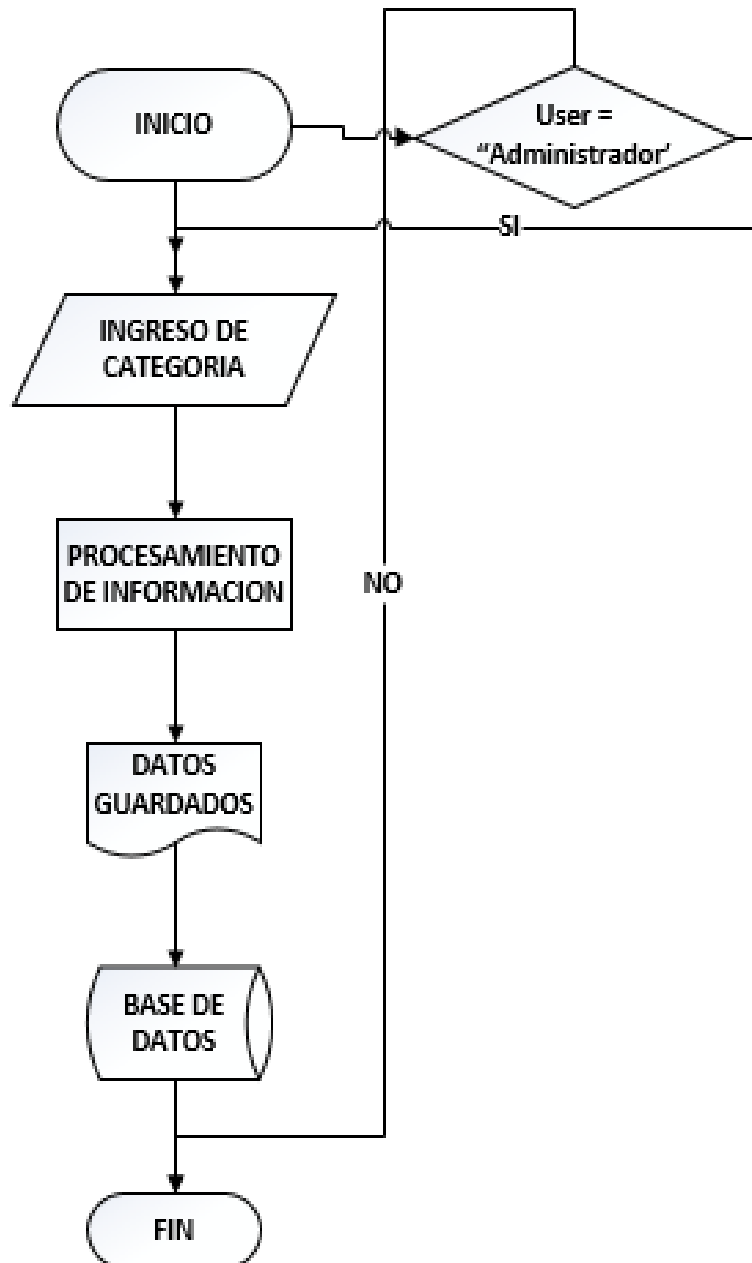 INICIO
User =
“Administrador’
SI
INGRESO DE
CATEGORIA
PROCESAMIENTO
DE INFORMACION
NO
DATOS
GUARDADOS
BASE DE
DATOS
FIN